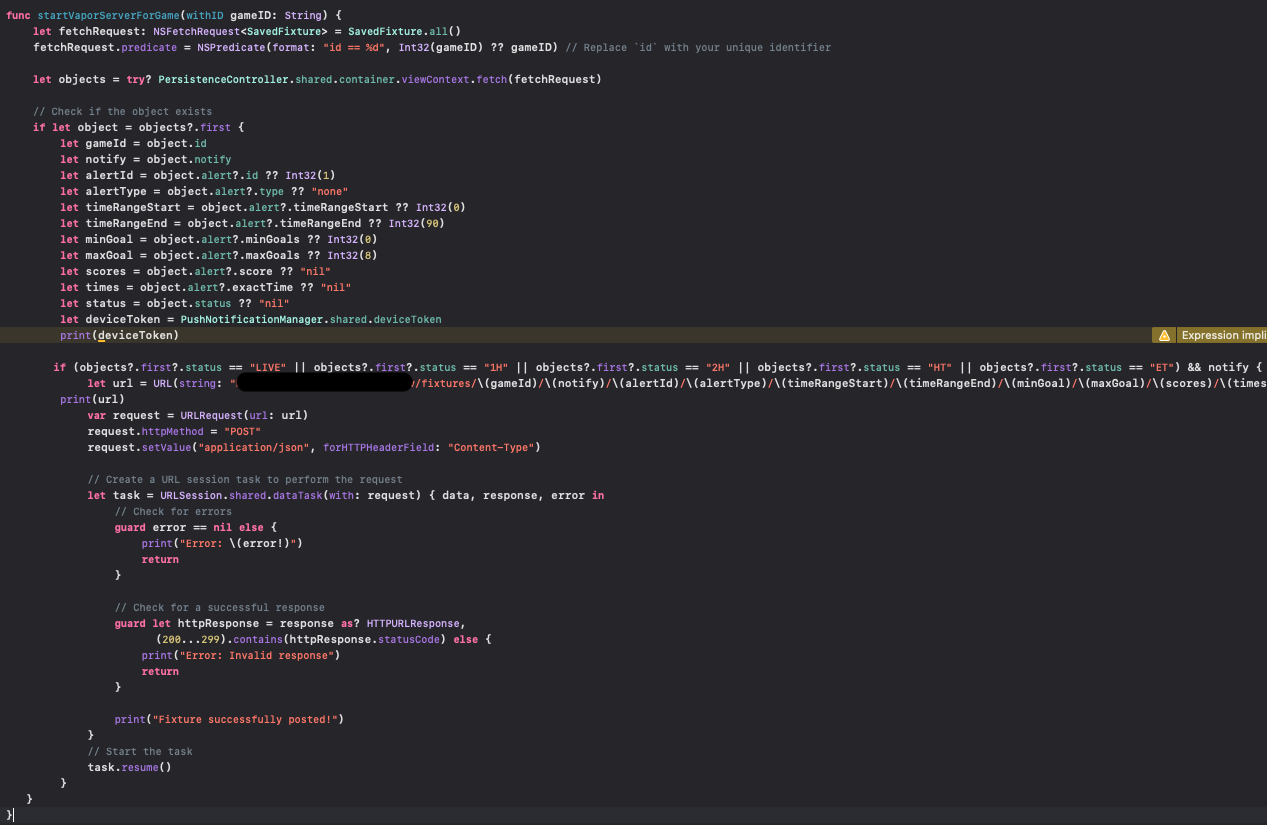 func startVaporServerForGame(withID gameID: String) {
let fetchRequest: NSFetchRequest<SavedFixture> = SavedFixture.all()
fetchRequest.predicate = NSPredicate(format: "id == %d", Int32(gameID) ?? gameID) // Replace `id` with your unique identifier
let objects = try? PersistenceController.shared.container.viewContext.fetch(fetchRequest)
// Check if the object exists
if let object = objects?.first {
let gameId = object.id
let notify = object.notify
let alertId = object.alert?.id ?? Int32(1)
let alertType = object.alert?.type ?? "none"
let timeRangeStart = object.alert?.timeRangeStart ?? Int32(0)
let timeRangeEnd = object.alert?.timeRangeEnd ?? Int32(90)
let minGoal = object.alert?.minGoals ?? Int32(0)
let maxGoal = object.alert?.maxGoals ?? Int32(8)
let scores = object.alert?.score ?? "nil"
let times = object.alert?.exactTime ?? "nil"
let status = object.status ?? "nil"
let deviceToken = PushNotificationManager.shared.deviceToken
print(deviceToken) Expression impli
if (objects?.first?.status == "LIVE" || objects?.first?.status == "1H" || objects?.first?.status == "2H" || objects?.first?.status == "HT" || objects?.first?.status == "ET") && notify {
let url = URL(string: " /fixtures/\(gameId)/\(notify)/\(alertId)/\(alertType)/\(timeRangeStart)/\(timeRangeEnd)/\(minGoal)/\(maxGoal)/\(scores)/\(times
print(url)
var request = URLRequest(url: url)
request.httpMethod = "POST"
request.setValue("application/json", forHTTPHeaderField: "Content-Type")
// Create a URL session task to perform the request
let task = URLSession.shared.dataTask(with: request) { data, response, error in
// Check for errors
guard error == nil else {
print("Error: \(error!)")
return
}
// Check for a successful response
guard let httpResponse = response as? HTTPURLResponse,
(200...299).contains(httpResponse.statusCode) else {
print("Error: Invalid response")
return
}
print("Fixture successfully posted!")
}
// Start the task
task.resume()
}
}
}